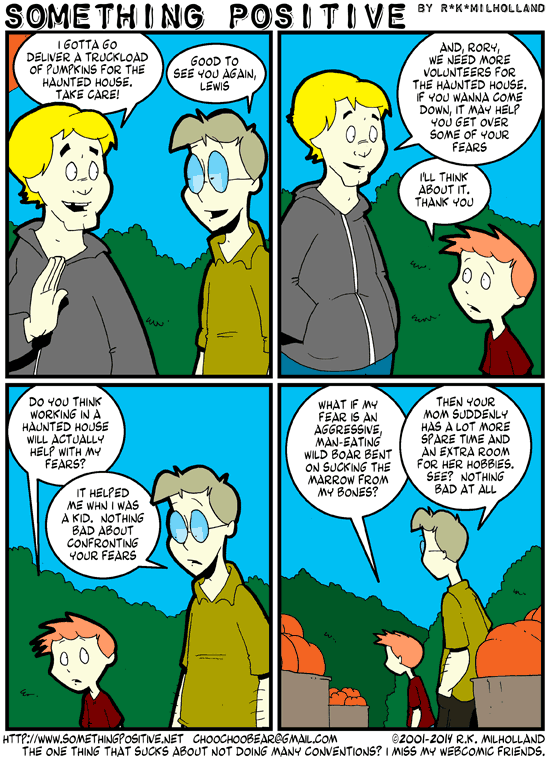 SOMETHING POSITIVE BY R*K*MILHOLLAND
I GOTTA GO
DELIVER A TRUCKLOAD
OF PUMPKINS FOR THE
HAUNTED HOUSE.
TAKE CARE!
GOOD TO
SEE YOU AGAIN,
LEWIS
AND, RORY,
WE NEED MORE
VOLUNTEERS FOR
THE HAUNTED HOUSE.
IF YOU WANNA COME
DOWN, IT MAY HELP
YOU GET OVER
SOME OF YOUR
FEARS
I'LL THINK
ABOUT IT.
THANK YOU
DO YOU THINK
WORKING IN A
HAUNTED HOUSE
WILL ACTUALLY
HELP WITH MY
FEARS?
IT HELPED
ME WHN I WAS
A KID. NOTHING
BAD ABOUT
CONFRONTING
YOUR FEARS
WHAT IF MY
FEAR IS AN
AGGRESSIVE,
MAN-EATING
WILD BOAR BENT
ON SUCKING THE
MARROW FROM
MY BONES?
THEN YOUR
MOM SUDDENLY
HAS A LOT MORE
SPARE TIME AND
AN EXTRA ROOM
FOR HER HOBBIES.
SEE? NOTHING
BAD AT ALL
HTTP://WWW.SOMETHINGPOSITIVE.NET CHOOCHOOBEAR@GMAIL.COM ©2001-2014 R.K. MILHOLLAND
THE ONE THING THAT SUCKS ABOUT NOT DOING MANY CONVENTIONS? I MISS MY WEBCOMIC FRIENDS.